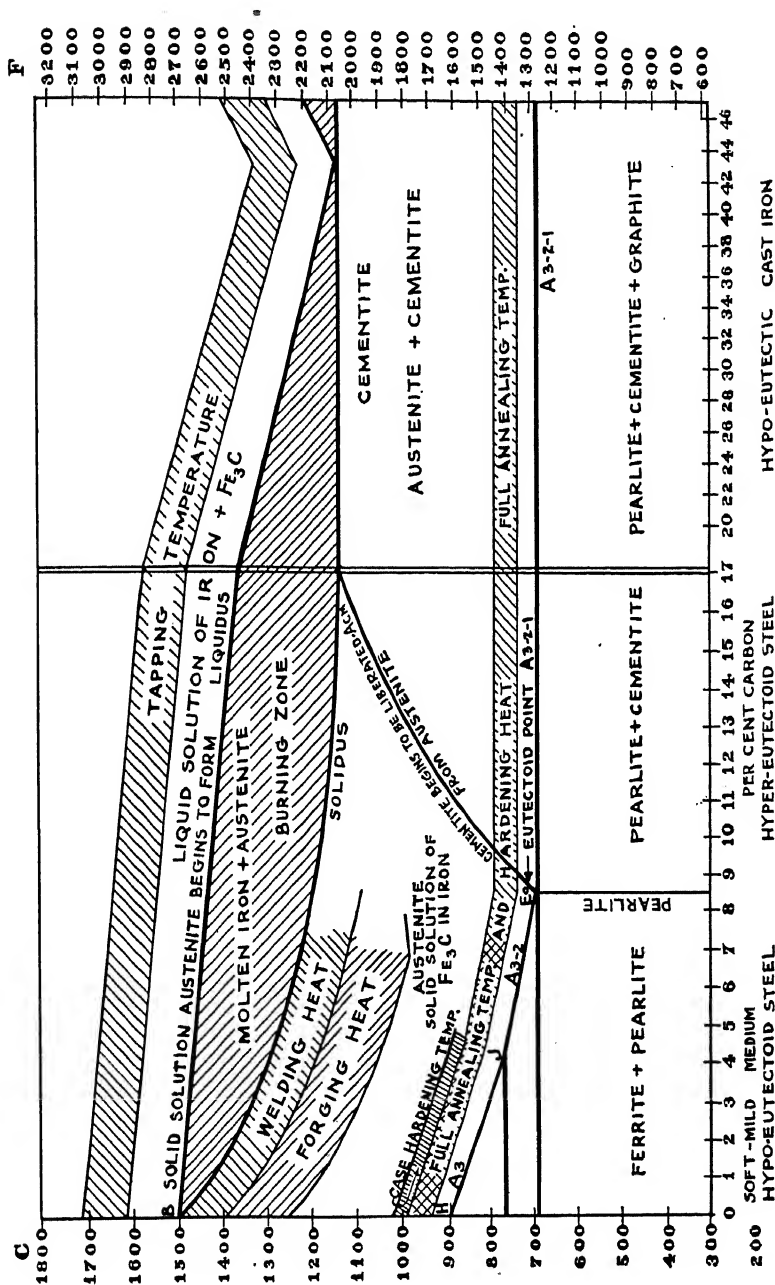 C
1800
1700
1600
1500
1400
1300
1200
1100
1000
900
800
700
600
500
400
300
200
F
3200
3100
3000
2900
2800
2700
2600
2500
2400
2300
2200
2100
2000
1900
1800
1700
1600
1500
1400
1300
1200
1100
1000
900
800
700
600
TAPPING TEMPERATURE
LIQUID SOLUTION OF IRON + Fe3C
B SOLID SOLUTION AUSTENITE BEGINS TO FORM LIQUIDUS
MOLTEN IRON + AUSTENITE
BURNING ZONE
SOLIDUS
WELDING HEAT
FORGING HEAT
CEMENTITE
AUSTENITE + CEMENTITE
CEMENTITE BEGINS TO BE LIBERATED-ACM
FROM AUSTENITE
AUSTENITE
SOLID SOLUTION OF
Fe3C IN IRON
CASE HARDENING TEMP.
FULL ANNEALING TEMP. AND HARDENING HEAT
FULL ANNEALING TEMP.
H
A3
J
A3-2
EUTECTOID POINT A3-2-1
A3-2-1
FERRITE + PEARLITE
PEARLITE
PEARLITE+CEMENTITE
PEARLITE+CEMENTITE+GRAPHITE
0 1 2 3 4 5 6 7 8 9 10 11 12 13 14 15 16 17 20 22 24 26 28 30 32 34 36 38 40 42 44 46
SOFT-MILD MEDIUM
PER CENT CARBON
HYPO-EUTECTOID STEEL
HYPER-EUTECTOID STEEL
HYPO-EUTECTIC CAST IRON